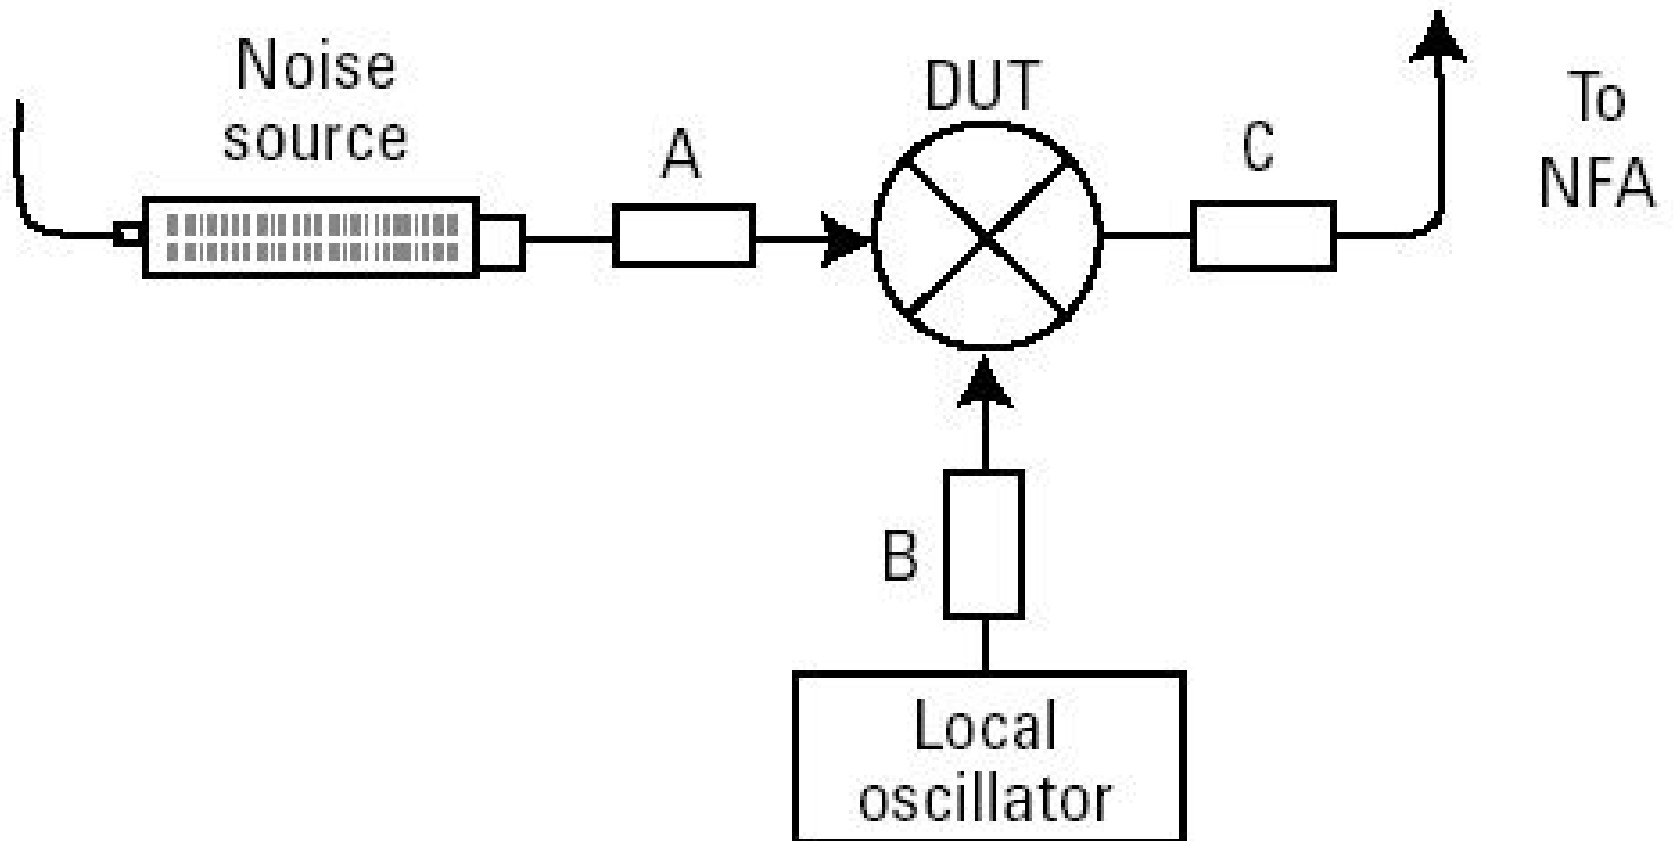 Noise
source
A
DUT
C
To
NFA
B
Local
oscillator